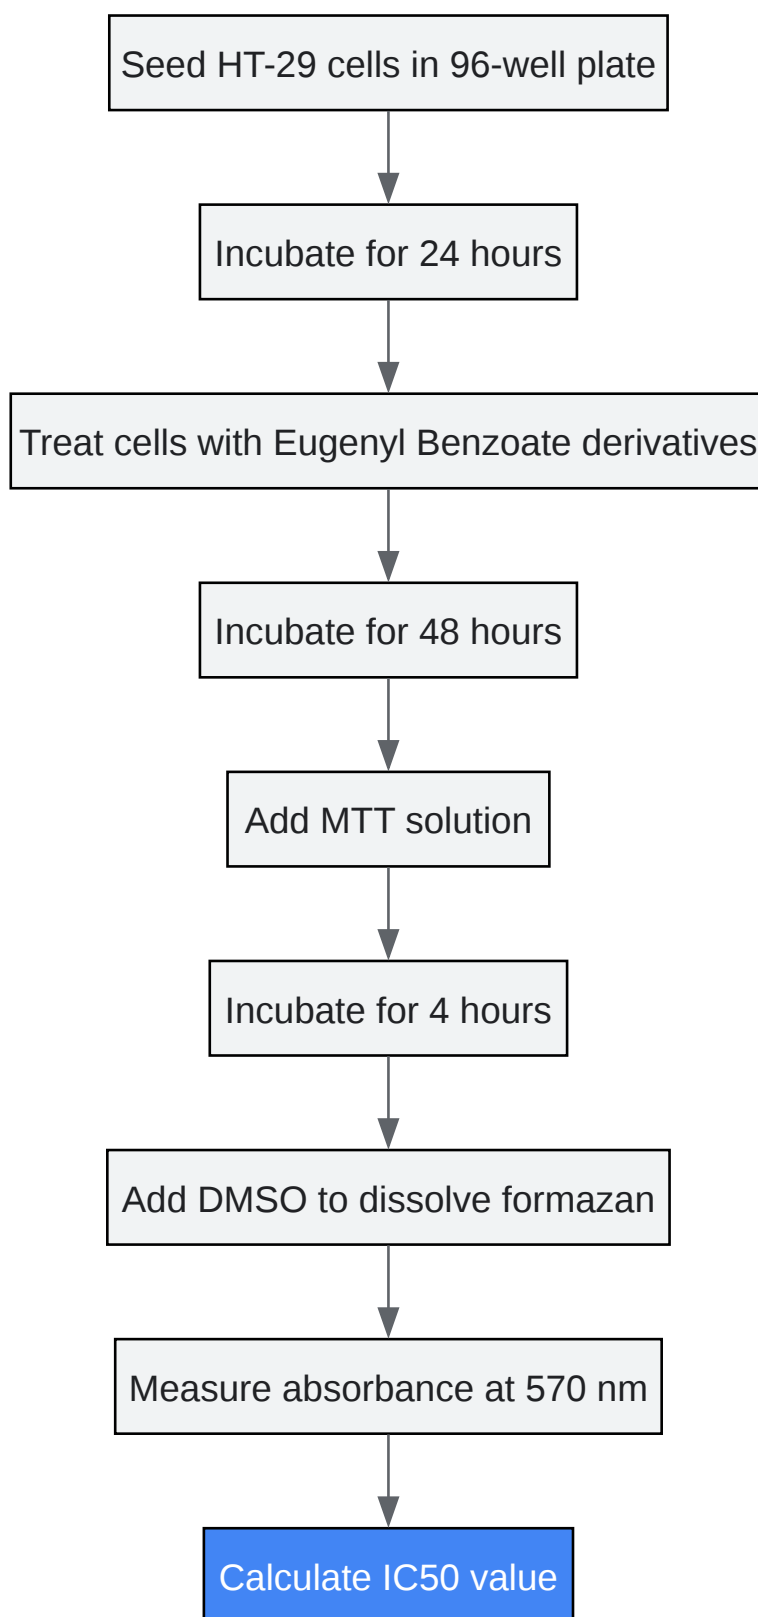 Seed HT-29 cells in 96-well plate
Incubate for 24 hours
Treat cells with Eugenyl Benzoate derivatives
Incubate for 48 hours
Add MTT solution
Incubate for 4 hours
Add DMSO to dissolve formazan
Measure absorbance at 570 nm
Calculate IC50 value